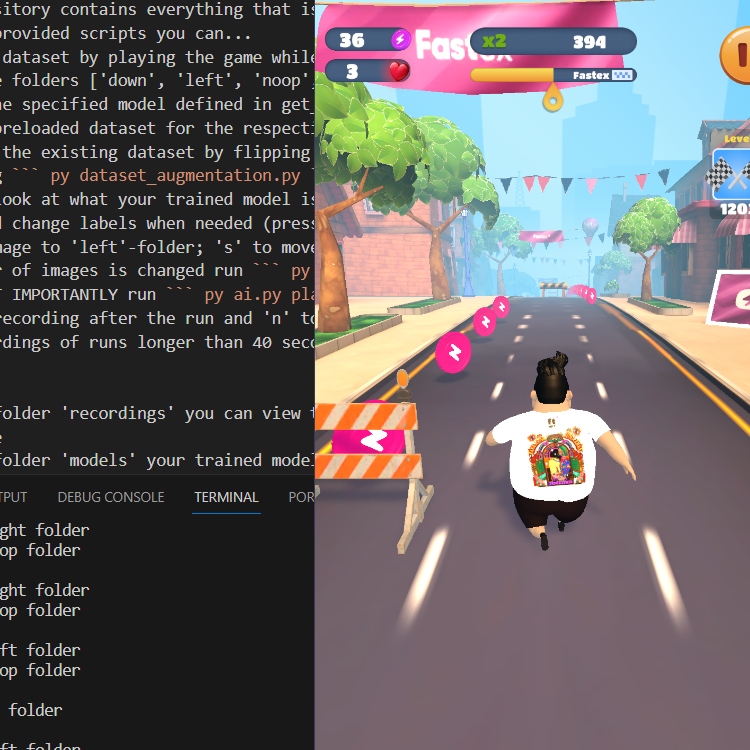 sitory contains everything that is
provided scripts you can...
dataset by playing the game while
e folders ['down', 'left', 'noop'
he specified model defined in get_
preloaded dataset for the respecti
the existing dataset by flipping
g ``` py dataset_augmentation.py `
look at what your trained model is
d change labels when needed (press
mage to 'left'-folder; 's' to move
r of images is changed run ``` py
T IMPORTANTLY run ``` py ai.py pla
recording after the run and 'n' to
rdings of runs longer than 40 seco
folder 'recordings' you can view t
e
folder 'models' your trained model
TPUT DEBUG CONSOLE TERMINAL POR
ght folder
op folder
ght folder
op folder
ft folder
op folder
folder
ft folder
36
3
Fastex
x2 394
Fastex
Leve
120